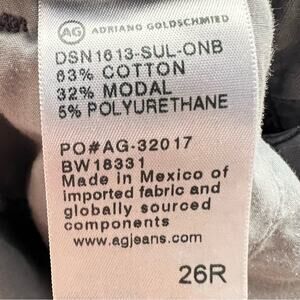 AG ADRIANO GOLDSCHMIED
DSN1613-SUL-ONB
63% COTTON
32% MODAL
5% POLYURETHANE
PO#AG-32017
BW18331
Made in Mexico of
imported fabric and
globally sourced
components
www.agjeans.com
26R